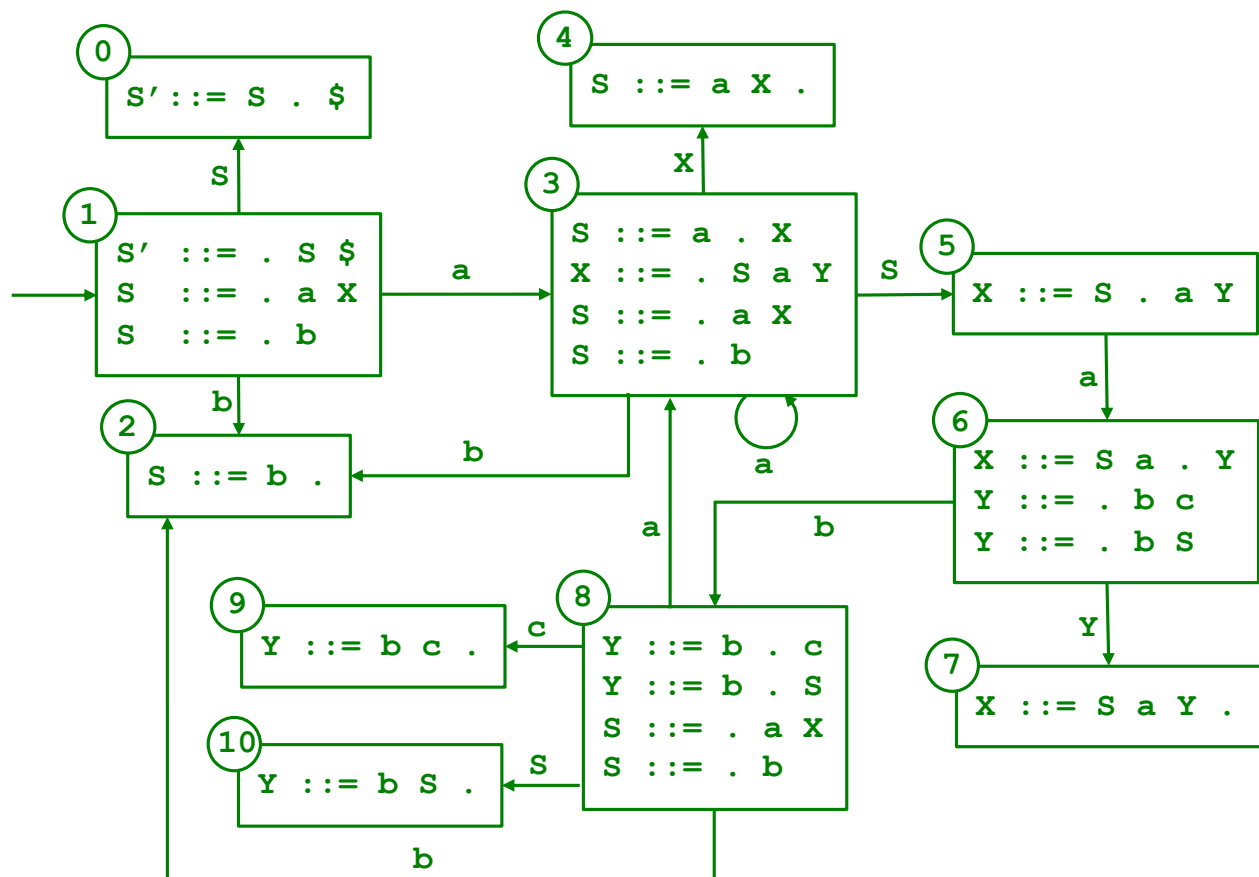 0
S'::= S . $
4
S ::= a X .
S
X
1
S' ::= . S $
S ::= . a X
S ::= . b
a
3
S ::= a . X
X ::= . S a Y
S ::= . a X
S ::= . b
S
5
X ::= S . a Y
b
a
2
S ::= b .
b
a
6
X ::= S a . Y
Y ::= . b c
Y ::= . b S
a
b
9
Y ::= b c .
c
8
Y ::= b . c
Y ::= b . S
S ::= . a X
S ::= . b
Y
7
X ::= S a Y .
10
Y ::= b S .
S
b